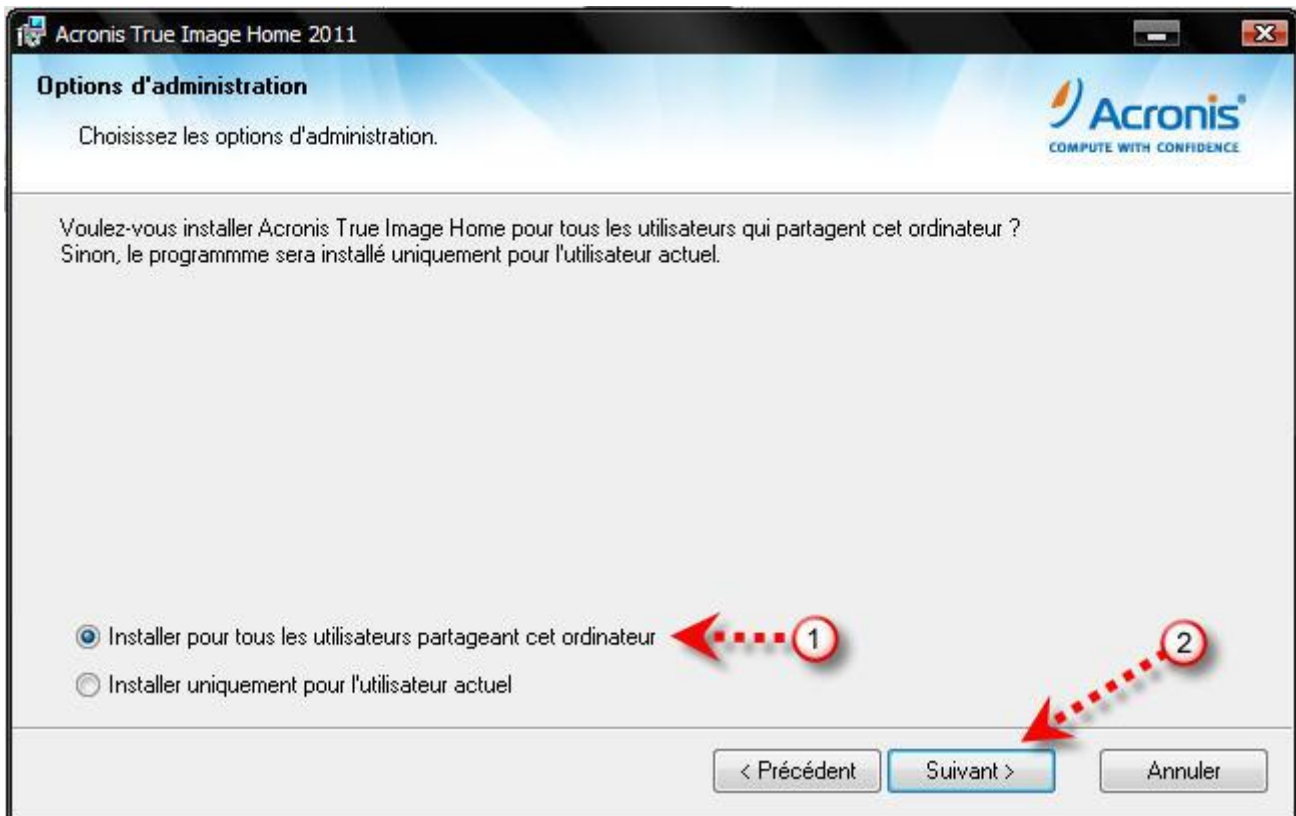 Acronis True Image Home 2011
Options d'administration
Choisissez les options d'administration.
Acronis
COMPUTE WITH CONFIDENCE
Voulez-vous installer Acronis True Image Home pour tous les utilisateurs qui partagent cet ordinateur ?
Sinon, le programmme sera installé uniquement pour l'utilisateur actuel.
Installer pour tous les utilisateurs partageant cet ordinateur
1
2
Installer uniquement pour l'utilisateur actuel
< Précédent
Suivant >
Annuler